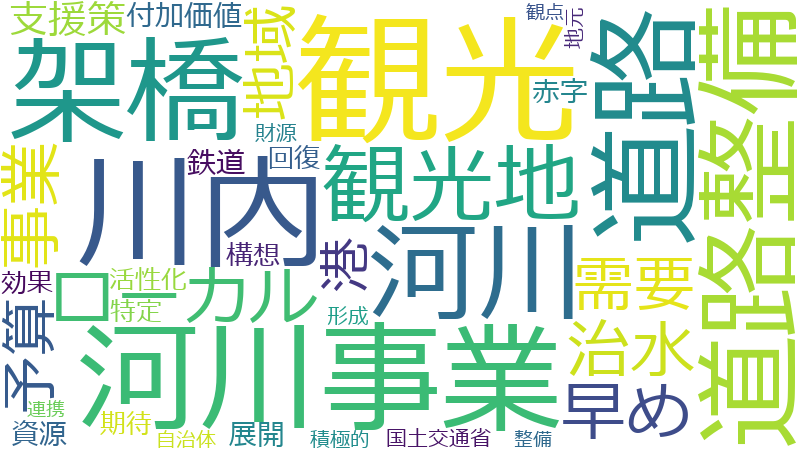 支援策
付加価値
地域
観光
観点
地元
道路
道路整備
架橋
赤字
財源
事業
鉄道
回復
川内
観光地
構想
港
河川
需要
効果
活性化
ローカル
特定
形成
予算
河川事業
治水
早め
連携
資源
期待
自治体
展開
積極的
国土交通省
整備